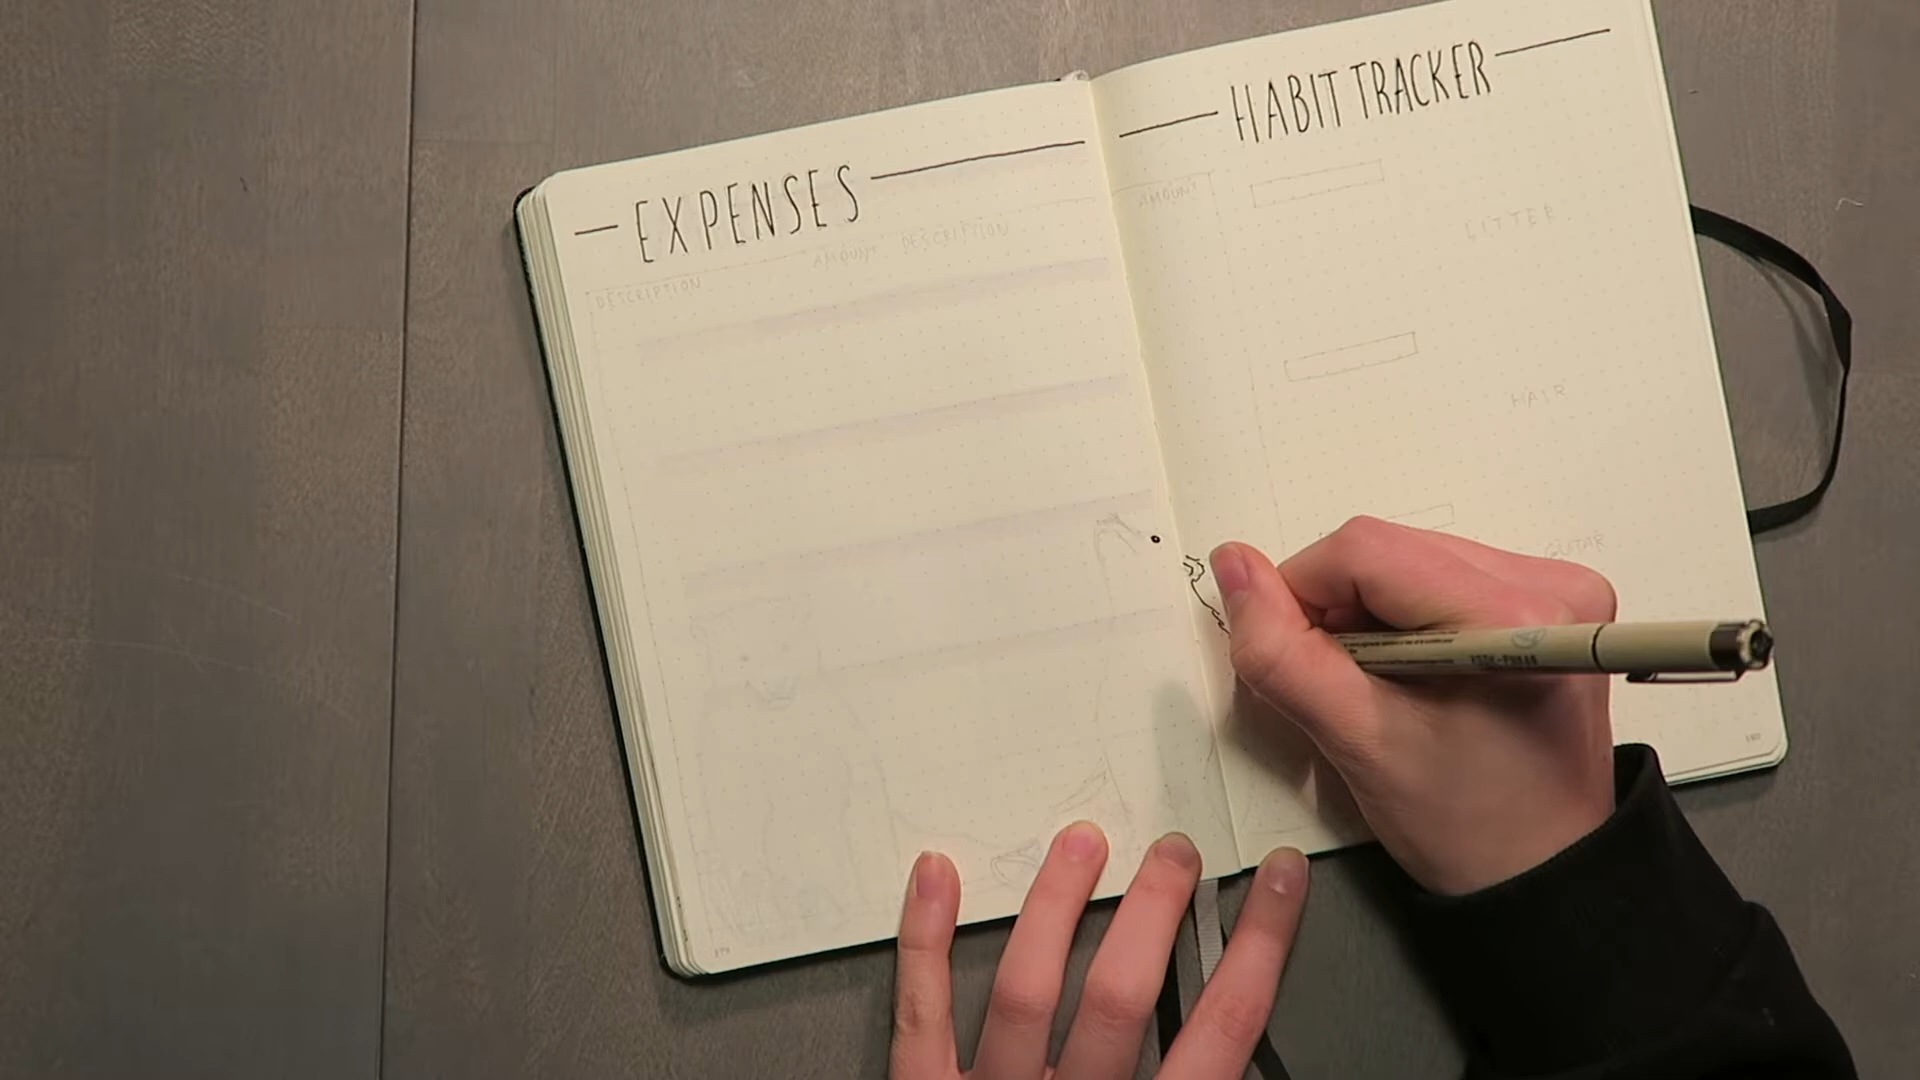 EXPENSES
DESCRIPTION
AMOUNT
DESCRIPTION
HABIT TRACKER
AMOUNT
LITTER
HAIR
GUITAR